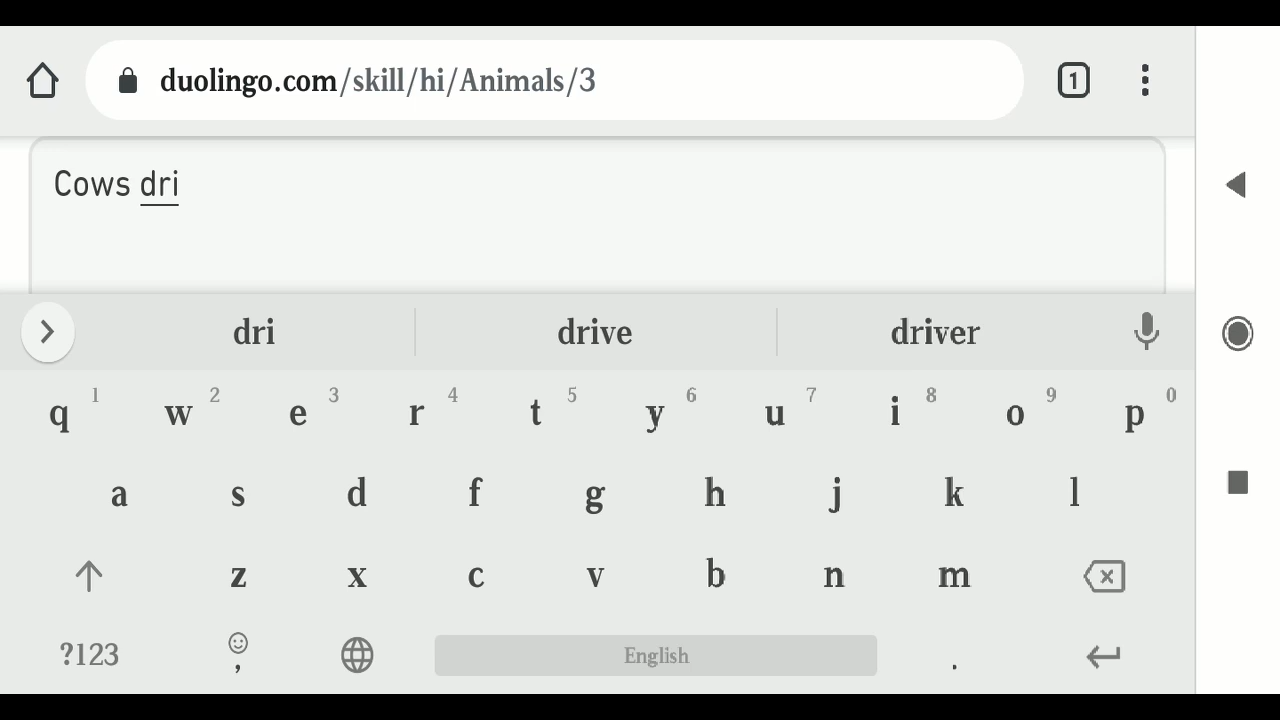 1
duolingo.com/skill/hi/Animals/3
Cows dri
dri drive driver
q 1 w 2 e 3 r 4 t 5 y 6 u 7 i 8 o 9 p 0
a s d f g h j k l
z x c v b n m
?123 , English .